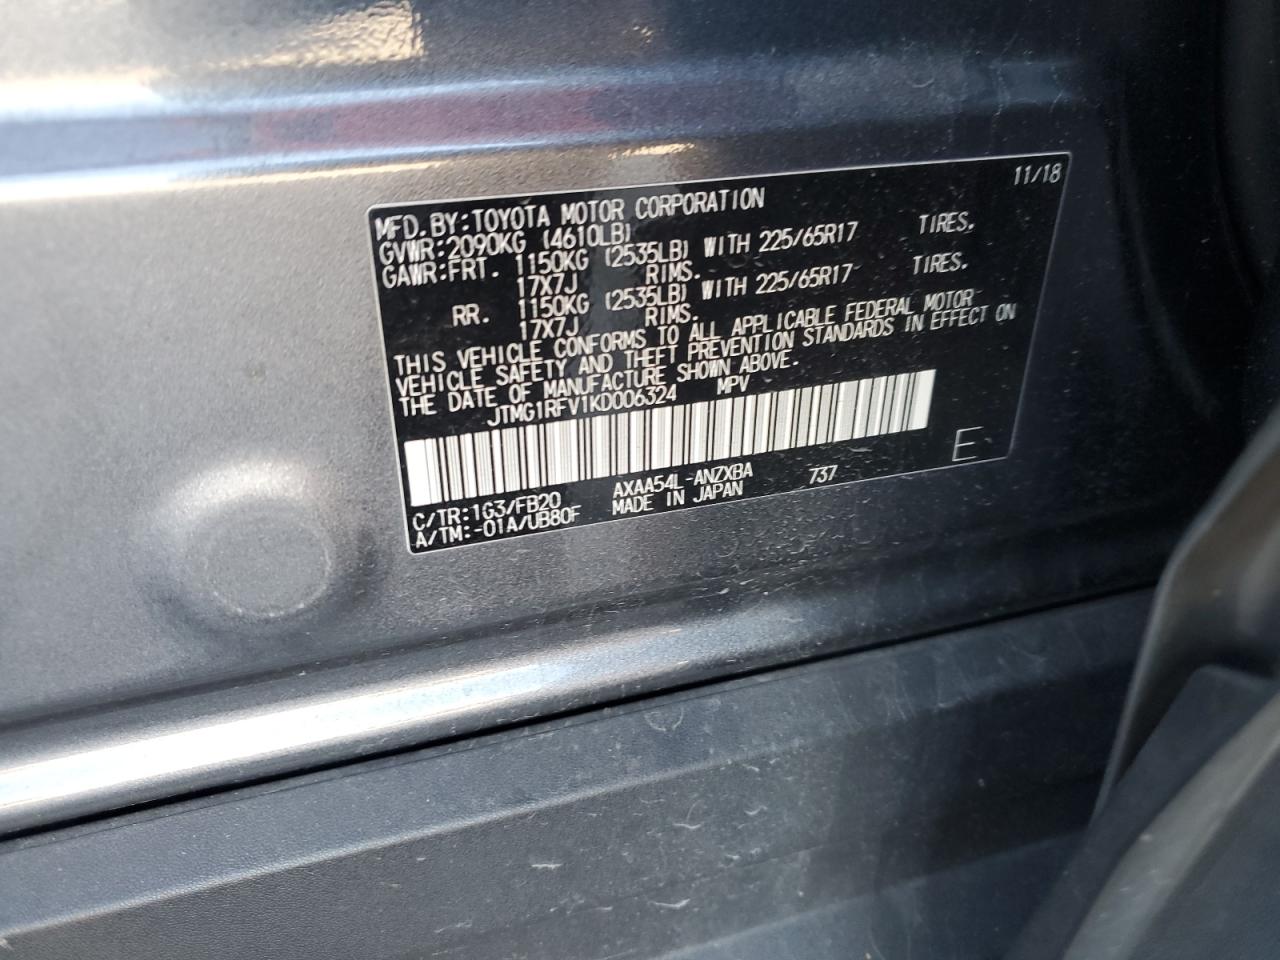 11/18
MFD.BY:TOYOTA MOTOR CORPORATION
GVWR:2090KG (4610LB)
GAWR:FRT. 1150KG (2535LB) WITH 225/65R17 TIRES.
17X7J RIMS.
RR. 1150KG (2535LB) WITH 225/65R17 TIRES.
17X7J RIMS.
THIS VEHICLE CONFORMS TO ALL APPLICABLE FEDERAL MOTOR
VEHICLE SAFETY AND THEFT PREVENTION STANDARDS IN EFFECT ON
THE DATE OF MANUFACTURE SHOWN ABOVE.
JTMG1RFV1KD006324 MPV
C/TR:1G3/FB20 AXAA54L-ANZXBA 737 E
A/TM:-01A/UB80F MADE IN JAPAN